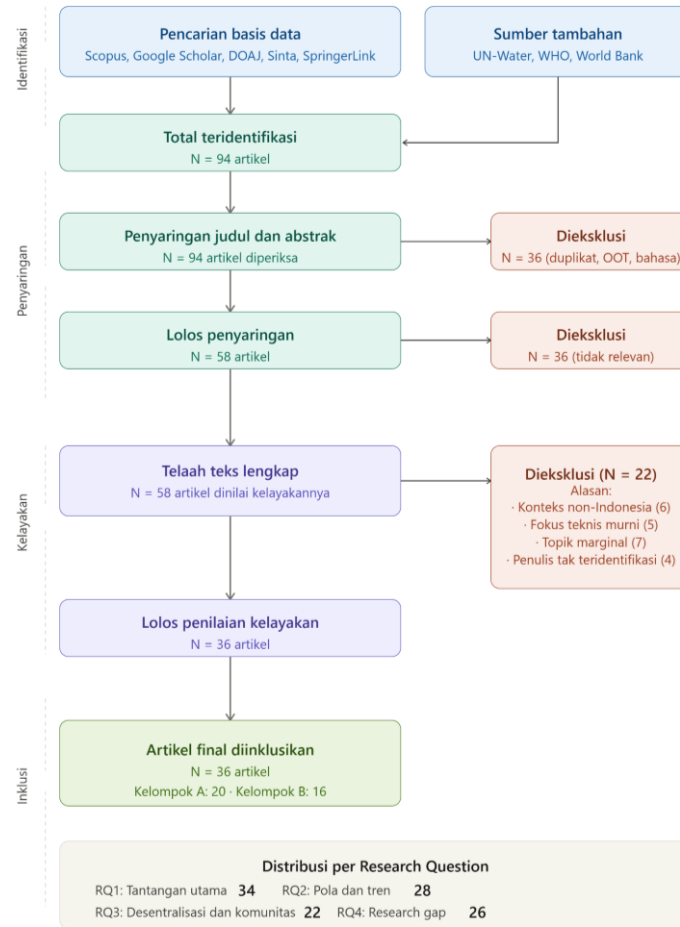 Identifikasi
Pencarian basis data
Scopus, Google Scholar, DOAJ, Sinta, SpringerLink
Sumber tambahan
UN-Water, WHO, World Bank
Total teridentifikasi
N = 94 artikel
Penyaringan
Penyaringan judul dan abstrak
N = 94 artikel diperiksa
Dieksklusi
N = 36 (duplikat, OOT, bahasa)
Lolos penyaringan
N = 58 artikel
Dieksklusi
N = 36 (tidak relevan)
Kelayakan
Telaah teks lengkap
N = 58 artikel dinilai kelayakannya
Dieksklusi (N = 22)
Alasan:
· Konteks non-Indonesia (6)
· Fokus teknis murni (5)
· Topik marginal (7)
· Penulis tak teridentifikasi (4)
Lolos penilaian kelayakan
N = 36 artikel
Inklusi
Artikel final diinklusikan
N = 36 artikel
Kelompok A: 20 · Kelompok B: 16
Distribusi per Research Question
RQ1: Tantangan utama 34 RQ2: Pola dan tren 28
RQ3: Desentralisasi dan komunitas 22 RQ4: Research gap 26